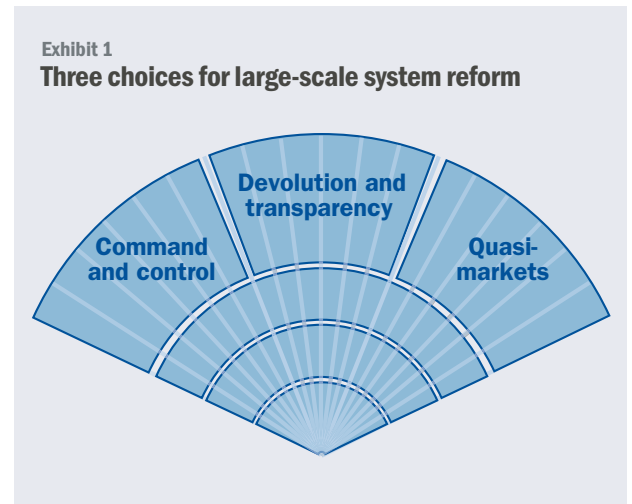 Exhibit 1
Three choices for large-scale system reform
Command
and control
Devolution and
transparency
Quasi-
markets